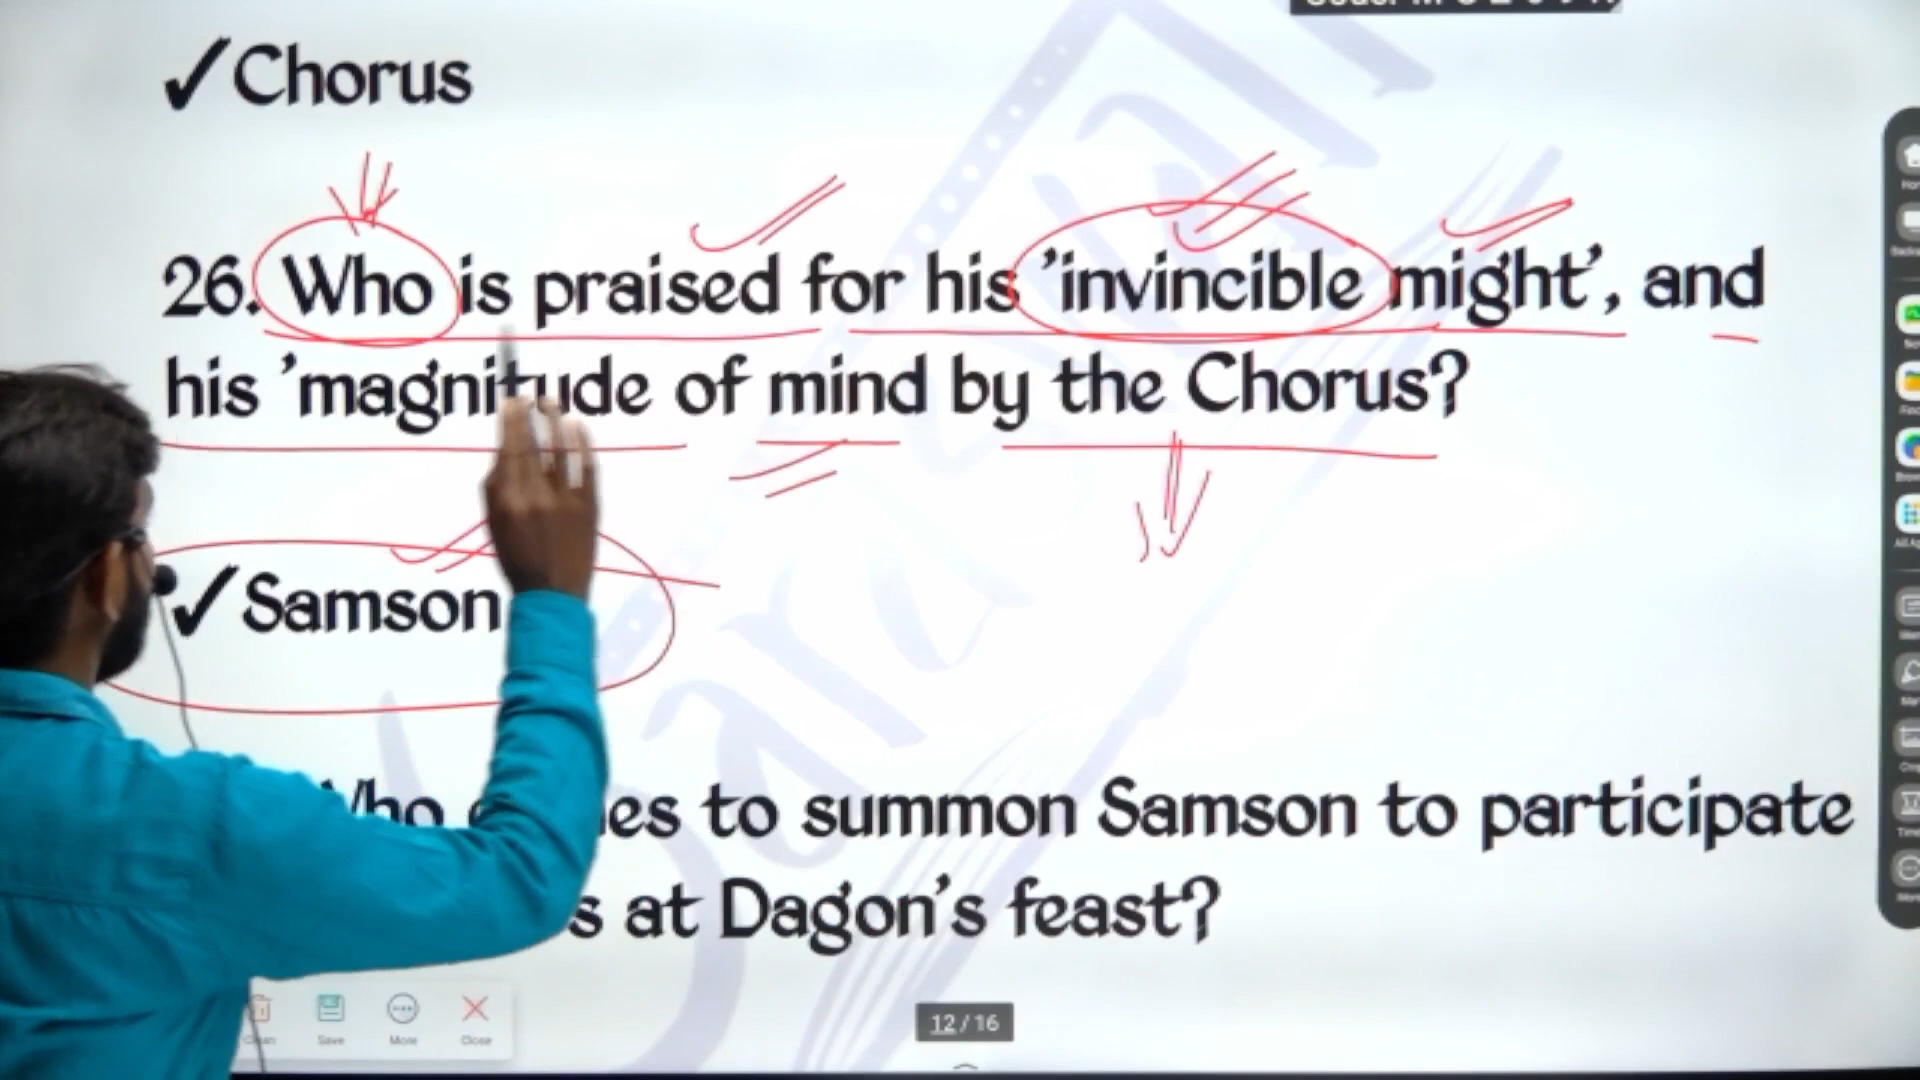 ✓Chorus
26. Who is praised for his 'invincible might', and
his 'magnitude of mind by the Chorus?
✓Samson
to summon Samson to participate
at Dagon's feast?
Save
More
Close
12/16